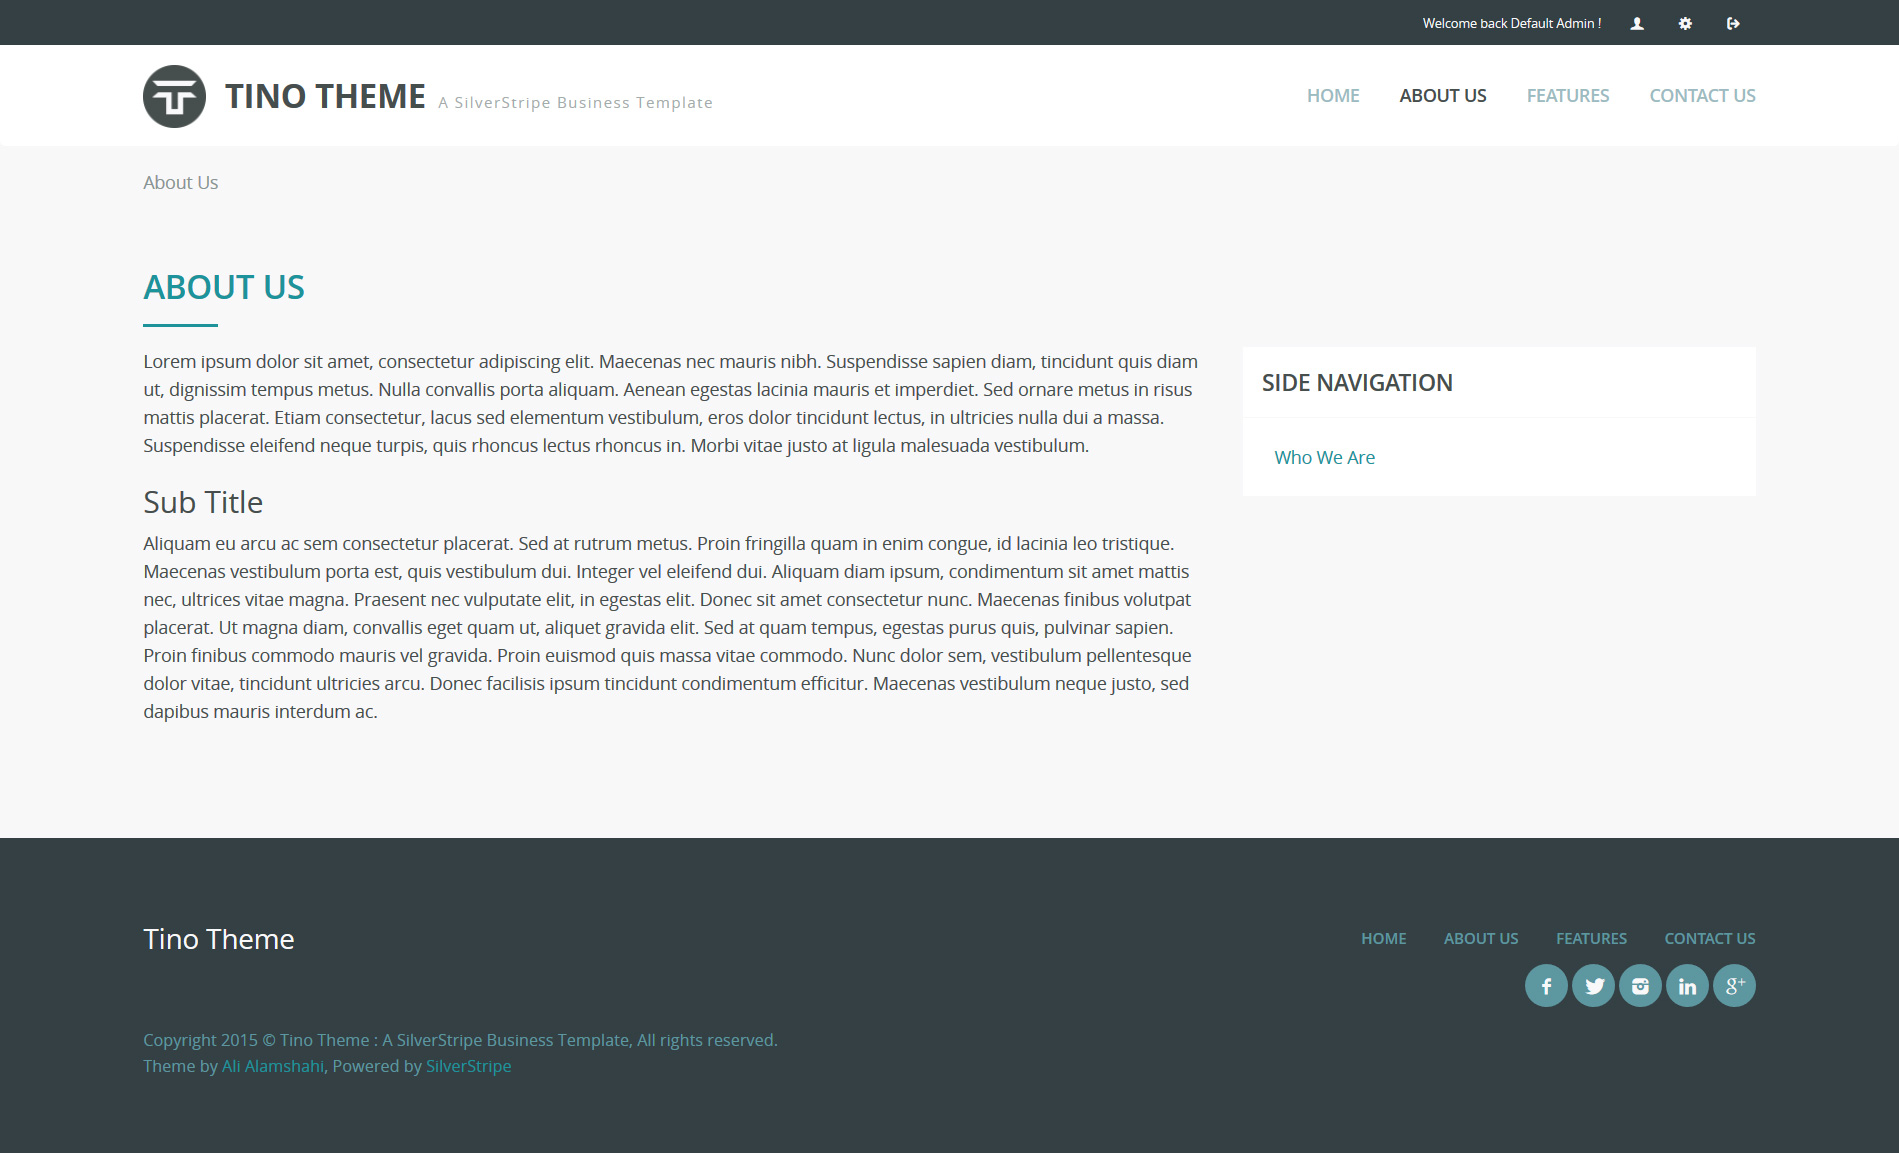 Welcome back Default Admin !
TINO THEME A SilverStripe Business Template
HOME ABOUT US FEATURES CONTACT US
About Us
ABOUT US
Lorem ipsum dolor sit amet, consectetur adipiscing elit. Maecenas nec mauris nibh. Suspendisse sapien diam, tincidunt quis diam
ut, dignissim tempus metus. Nulla convallis porta aliquam. Aenean egestas lacinia mauris et imperdiet. Sed ornare metus in risus
mattis placerat. Etiam consectetur, lacus sed elementum vestibulum, eros dolor tincidunt lectus, in ultricies nulla dui a massa.
Suspendisse eleifend neque turpis, quis rhoncus lectus rhoncus in. Morbi vitae justo at ligula malesuada vestibulum.
Sub Title
Aliquam eu arcu ac sem consectetur placerat. Sed at rutrum metus. Proin fringilla quam in enim congue, id lacinia leo tristique.
Maecenas vestibulum porta est, quis vestibulum dui. Integer vel eleifend dui. Aliquam diam ipsum, condimentum sit amet mattis
nec, ultrices vitae magna. Praesent nec vulputate elit, in egestas elit. Donec sit amet consectetur nunc. Maecenas finibus volutpat
placerat. Ut magna diam, convallis eget quam ut, aliquet gravida elit. Sed at quam tempus, egestas purus quis, pulvinar sapien.
Proin finibus commodo mauris vel gravida. Proin euismod quis massa vitae commodo. Nunc dolor sem, vestibulum pellentesque
dolor vitae, tincidunt ultricies arcu. Donec facilisis ipsum tincidunt condimentum efficitur. Maecenas vestibulum neque justo, sed
dapibus mauris interdum ac.
SIDE NAVIGATION
Who We Are
Tino Theme
HOME ABOUT US FEATURES CONTACT US
Copyright 2015 © Tino Theme : A SilverStripe Business Template, All rights reserved.
Theme by Ali Alamshahi, Powered by SilverStripe